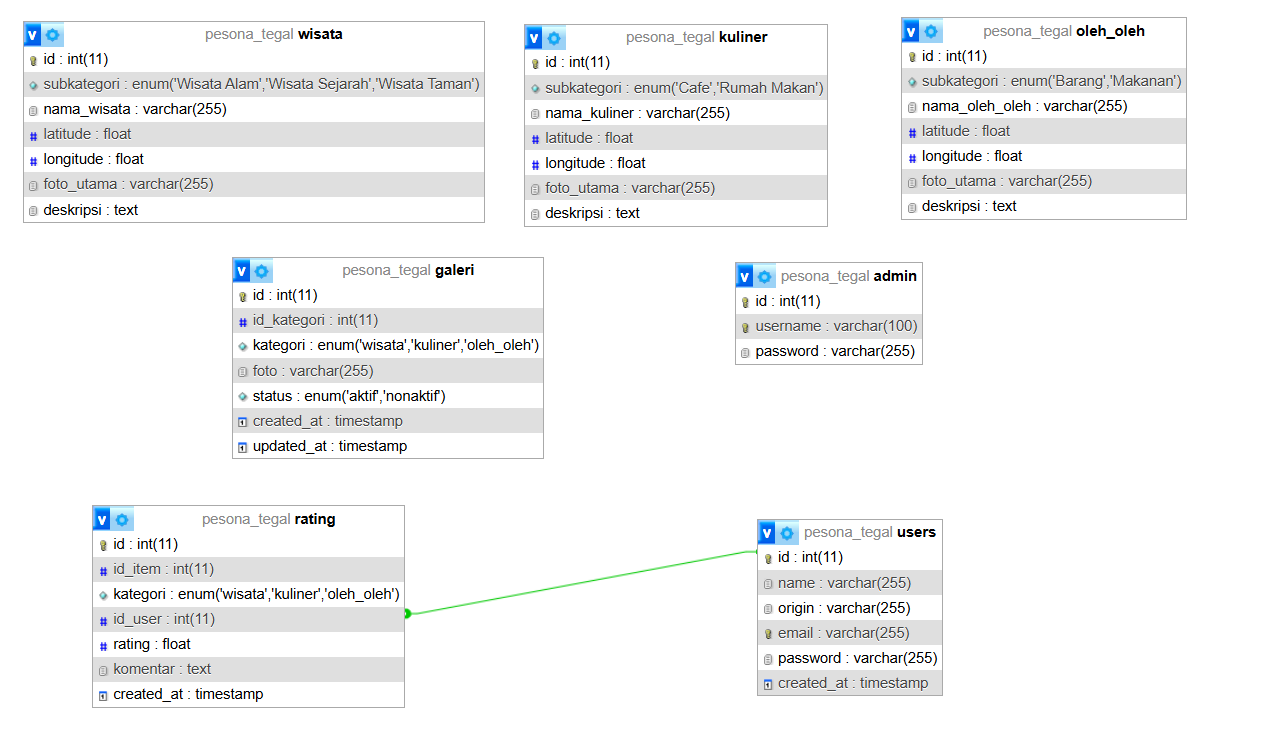 pesona_tegal wisata
id : int(11)
subkategori : enum('Wisata Alam','Wisata Sejarah','Wisata Taman')
nama_wisata : varchar(255)
latitude : float
longitude : float
foto_utama : varchar(255)
deskripsi : text
pesona_tegal kuliner
id : int(11)
subkategori : enum('Cafe','Rumah Makan')
nama_kuliner : varchar(255)
latitude : float
longitude : float
foto_utama : varchar(255)
deskripsi : text
pesona_tegal oleh_oleh
id : int(11)
subkategori : enum('Barang','Makanan')
nama_oleh_oleh : varchar(255)
latitude : float
longitude : float
foto_utama : varchar(255)
deskripsi : text
pesona_tegal galeri
id : int(11)
id_kategori : int(11)
kategori : enum('wisata','kuliner','oleh_oleh')
foto : varchar(255)
status : enum('aktif','nonaktif')
created_at : timestamp
updated_at : timestamp
pesona_tegal admin
id : int(11)
username : varchar(100)
password : varchar(255)
pesona_tegal rating
id : int(11)
id_item : int(11)
kategori : enum('wisata','kuliner','oleh_oleh')
id_user : int(11)
rating : float
komentar : text
created_at : timestamp
pesona_tegal users
id : int(11)
name : varchar(255)
origin : varchar(255)
email : varchar(255)
password : varchar(255)
created_at : timestamp